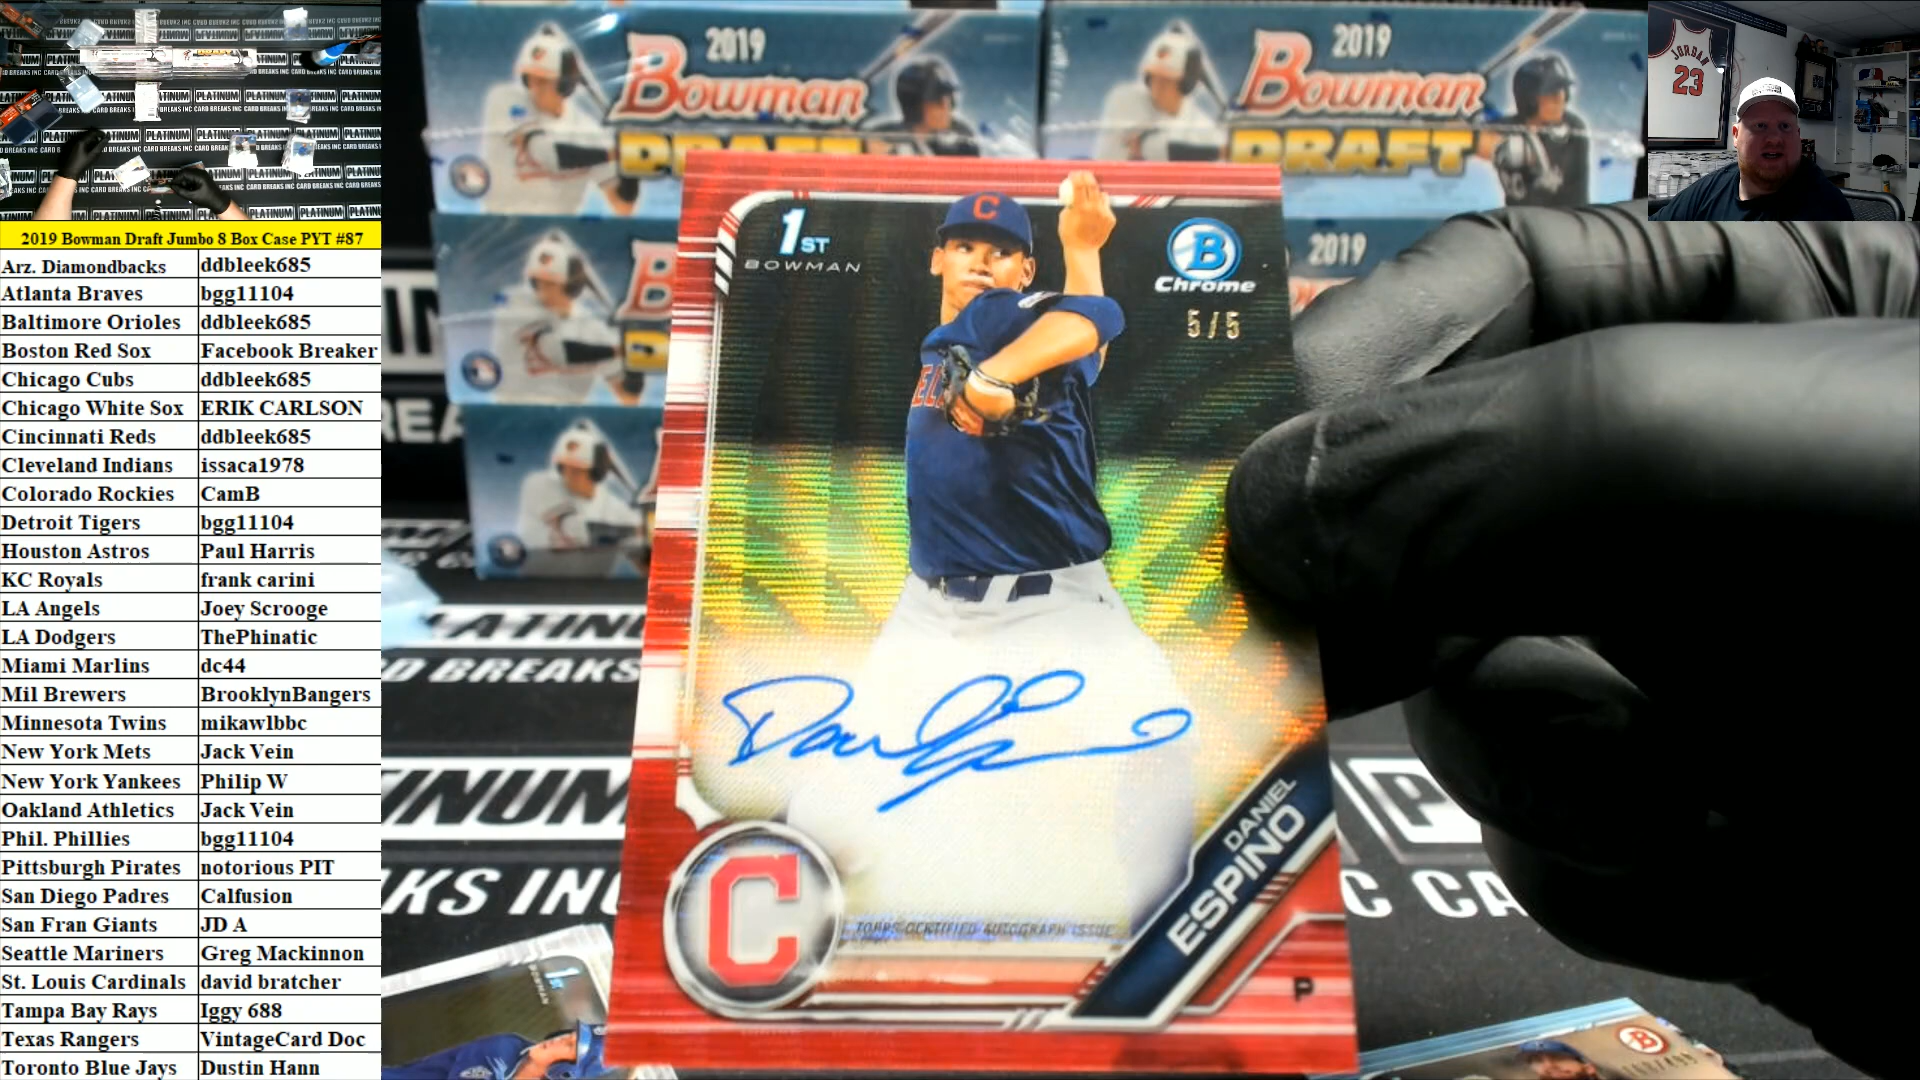 2019 Bowman Draft Jumbo 8 Box Case PYT #87
Arz. Diamondbacks ddbleek685
Atlanta Braves bgg11104
Baltimore Orioles ddbleek685
Boston Red Sox Facebook Breaker
Chicago Cubs ddbleek685
Chicago White Sox ERIK CARLSON
Cincinnati Reds ddbleek685
Cleveland Indians issaca1978
Colorado Rockies CamB
Detroit Tigers bgg11104
Houston Astros Paul Harris
KC Royals frank carini
LA Angels Joey Scrooge
LA Dodgers ThePhinatic
Miami Marlins dc44
Mil Brewers BrooklynBangers
Minnesota Twins mikawlbbc
New York Mets Jack Vein
New York Yankees Philip W
Oakland Athletics Jack Vein
Phil. Phillies bgg11104
Pittsburgh Pirates notorious PIT
San Diego Padres Calfusion
San Fran Giants JD A
Seattle Mariners Greg Mackinnon
St. Louis Cardinals david bratcher
Tampa Bay Rays Iggy 688
Texas Rangers VintageCard Doc
Toronto Blue Jays Dustin Hann
2019
Bowman
DRAFT
2019
Bowman
DRAFT
2019
1ST
BOWMAN
C
B
Chrome
5/5
C
TOPPS CERTIFIED AUTOGRAPH ISSUE
DANIEL
ESPINO
P
JORDAN
23